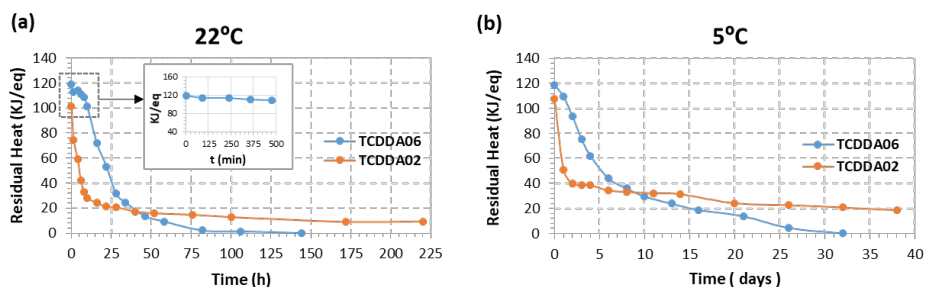 (a)
22°C
Residual Heat (KJ/eq)
140
120
100
80
60
40
20
0
0 25 50 75 100 125 150 175 200 225
Time (h)
KJ/eq
160
120
80
40
0 125 250 375 500
t (min)
TCDDA06
TCDDA02
(b)
5°C
Residual Heat (KJ/eq)
140
120
100
80
60
40
20
0
0 5 10 15 20 25 30 35 40
Time ( days)
TCDDA06
TCDDA02